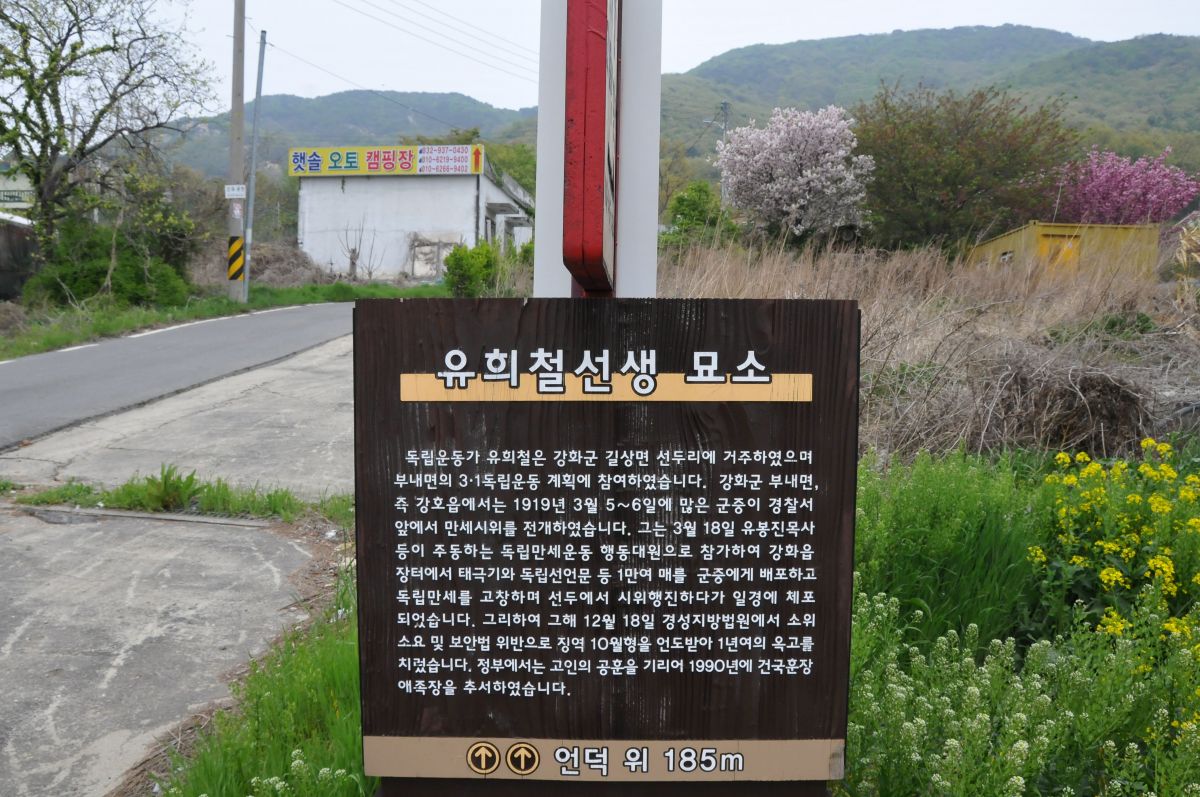 햇솔 오토 캠핑장
032-937-0430
010-6219-9400
010-6266-9402
유희철선생 묘소
독립운동가 유희철은 강화군 길상면 선두리에 거주하였으며
부내면의 3·1독립운동 계획에 참여하였습니다. 강화군 부내면,
즉 강호읍에서는 1919년 3월 5~6일에 많은 군중이 경찰서
앞에서 만세시위를 전개하였습니다. 그는 3월 18일 유봉진목사
등이 주동하는 독립만세운동 행동대원으로 참가하여 강화읍
장터에서 태극기와 독립선언문 등 1만여 매를 군중에게 배포하고
독립만세를 고창하며 선두에서 시위행진하다가 일경에 체포
되었습니다. 그리하여 그해 12월 18일 경성지방법원에서 소위
소요 및 보안법 위반으로 징역 10월형을 언도받아 1년여의 옥고를
치렀습니다. 정부에서는 고인의 공훈을 기리어 1990년에 건국훈장
애족장을 추서하였습니다.
언덕 위 185m